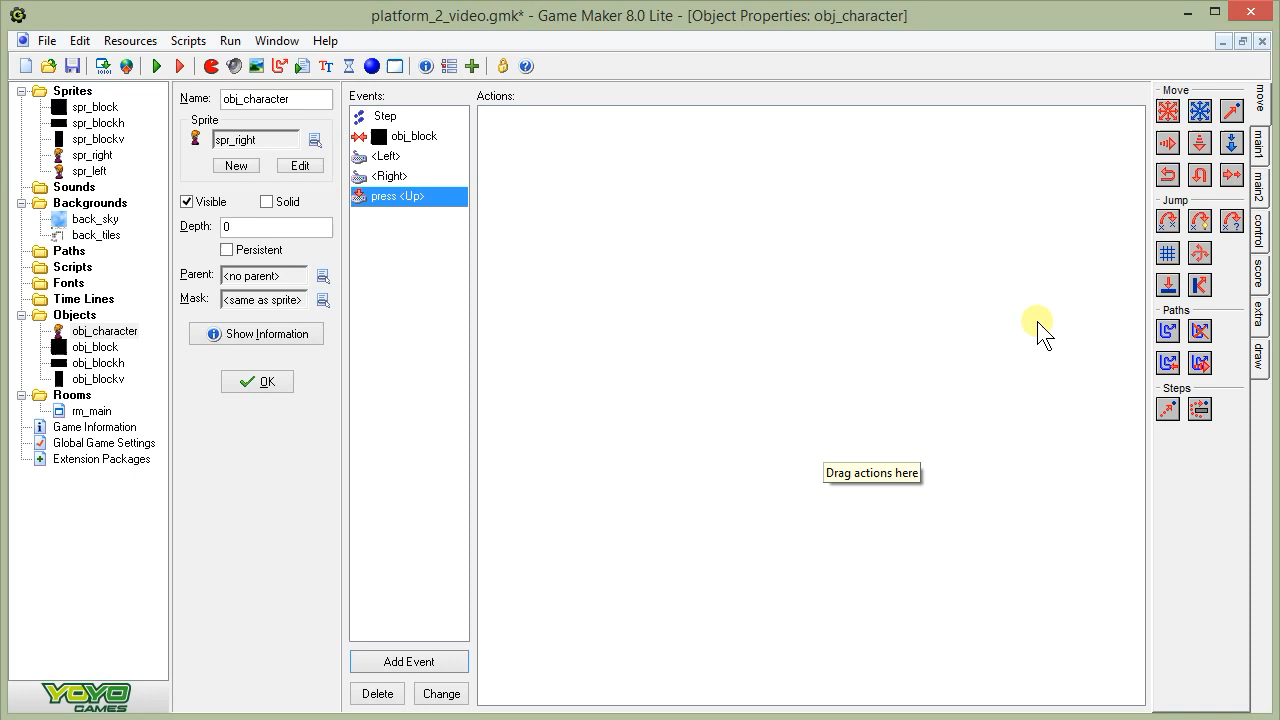 platform_2_video.gmk* - Game Maker 8.0 Lite - [Object Properties: obj_character]
File Edit Resources Scripts Run Window Help
Sprites
spr_block
spr_blockh
spr_blockv
spr_right
spr_left
Sounds
Backgrounds
back_sky
back_tiles
Paths
Scripts
Fonts
Time Lines
Objects
obj_character
obj_block
obj_blockh
obj_blockv
Rooms
rm_main
Game Information
Global Game Settings
Extension Packages
YOYO
GAMES
Name: obj_character
Sprite
spr_right
New Edit
Visible Solid
Depth: 0
Persistent
Parent: <no parent>
Mask: <same as sprite>
Show Information
OK
Events:
Step
obj_block
<Left>
<Right>
press <Up>
Add Event
Delete Change
Actions:
Drag actions here
Move
Jump
Paths
Steps
move
main1
main2
control
score
extra
draw